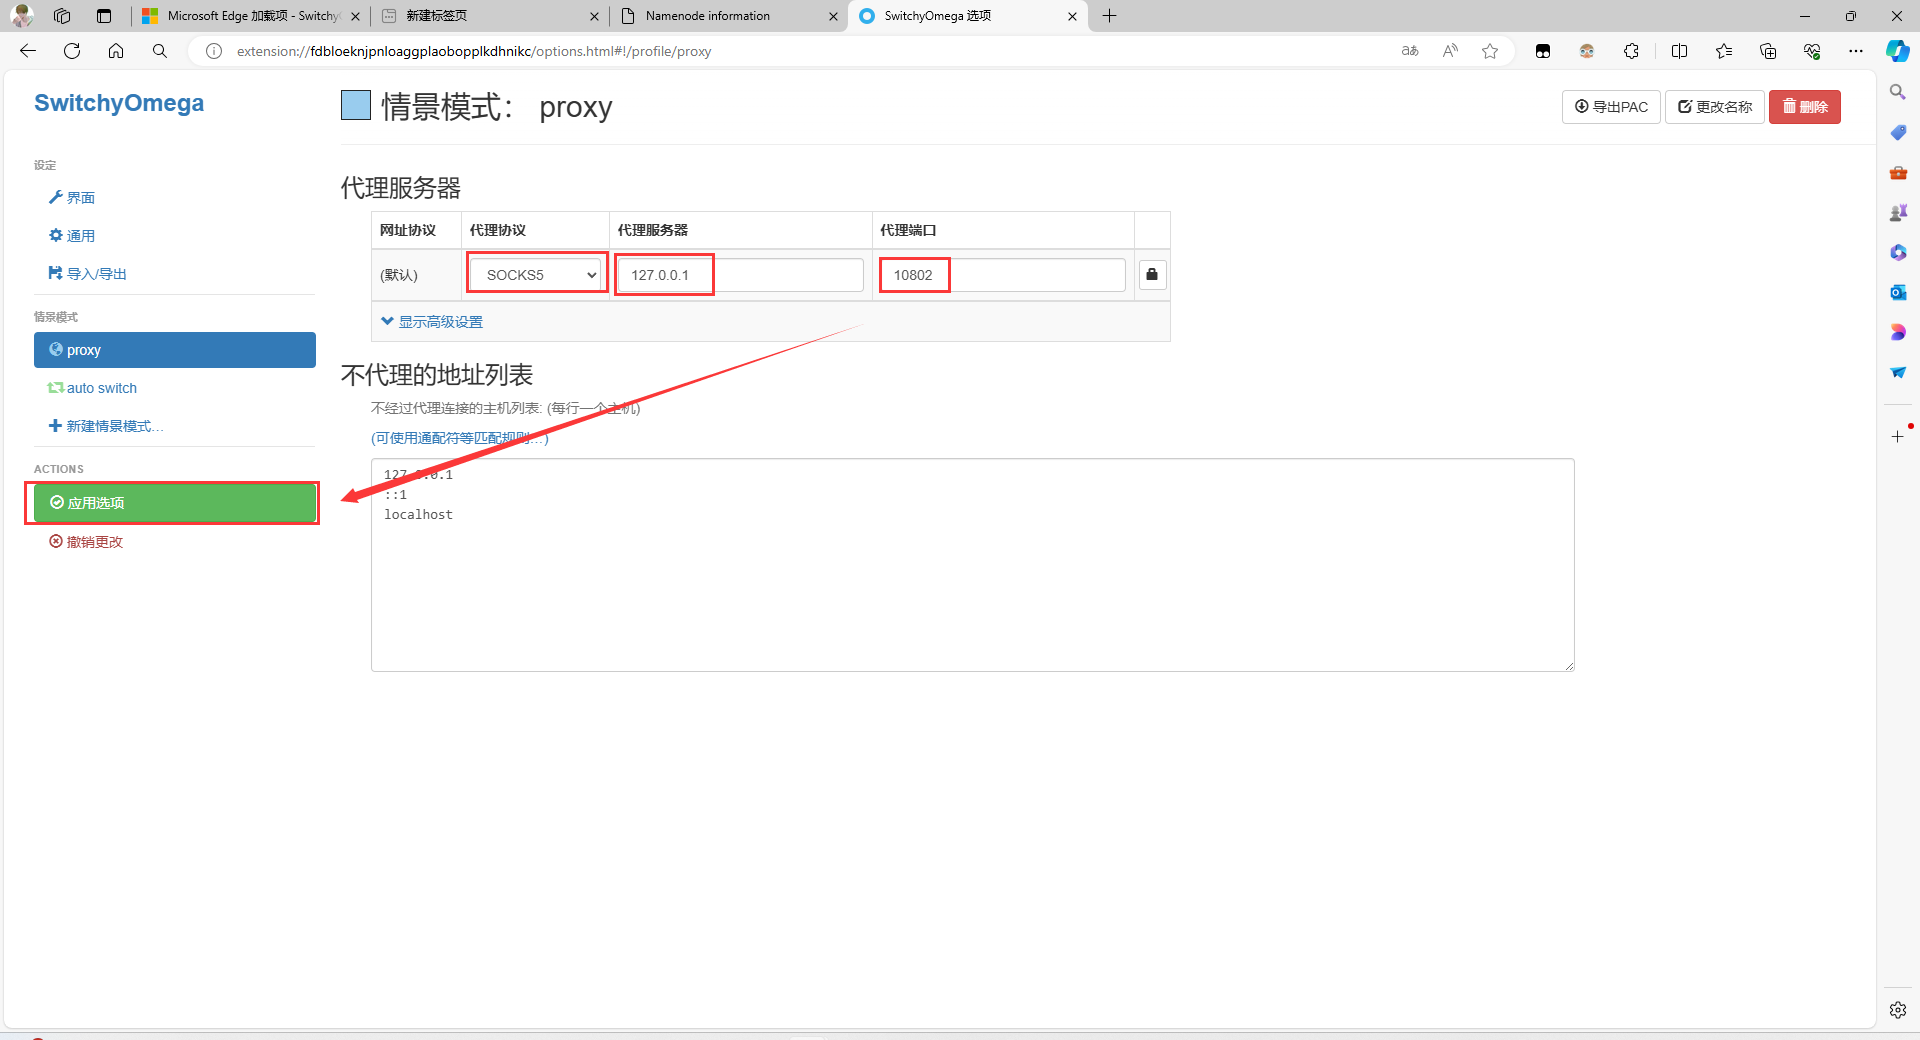 Microsoft Edge 加载项 - Switchy
新建标签页
Namenode information
SwitchyOmega 选项
extension://fdbloeknjpnloaggplaobopplkdhnikc/options.html#!/profile/proxy
SwitchyOmega
情景模式： proxy
导出PAC
更改名称
删除
设定
界面
通用
导入/导出
情景模式
proxy
auto switch
新建情景模式…
ACTIONS
应用选项
撤销更改
代理服务器
网址协议 代理协议 代理服务器 代理端口
(默认) SOCKS5 127.0.0.1 10802
显示高级设置
不代理的地址列表
不经过代理连接的主机列表: (每行一个主机)
(可使用通配符等匹配规则…)
127.0.0.1
::1
localhost